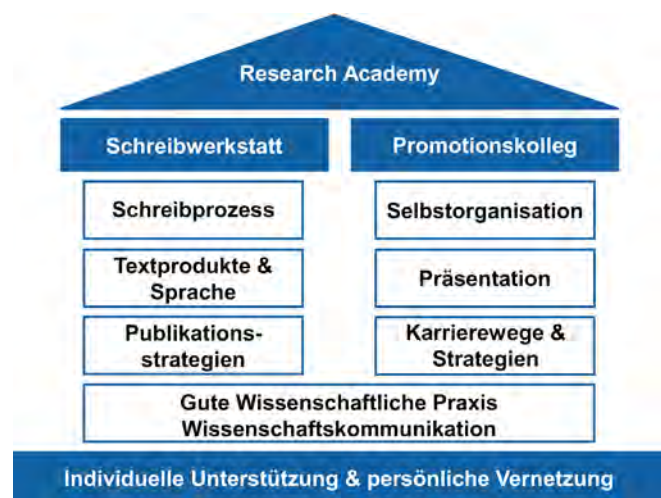 Research Academy
Schreibwerkstatt
Promotionskolleg
Schreibprozess
Selbstorganisation
Textprodukte &
Sprache
Präsentation
Publikations-
strategien
Karrierewege &
Strategien
Gute Wissenschaftliche Praxis
Wissenschaftskommunikation
Individuelle Unterstützung & persönliche Vernetzung